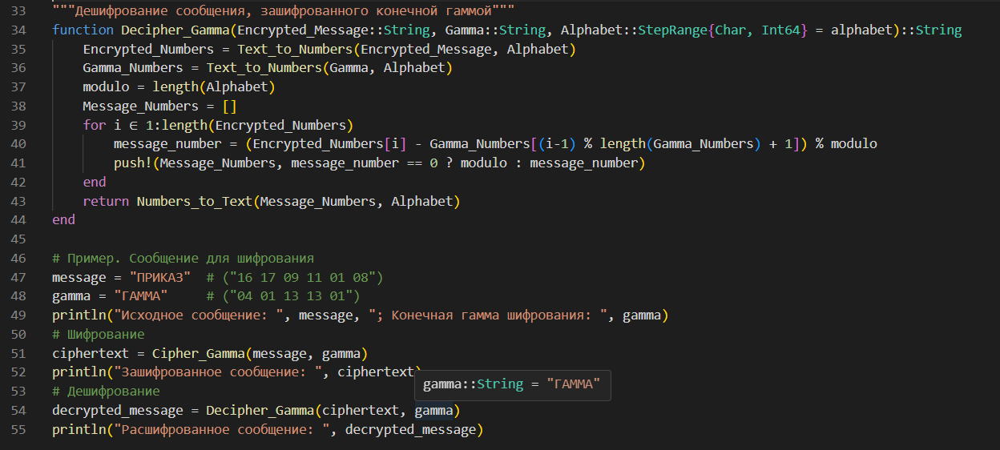 33 """Дешифрование сообщения, зашифрованного конечной гаммой"""
34 function Decipher_Gamma(Encrypted_Message::String, Gamma::String, Alphabet::StepRange{Char, Int64} = alphabet)::String
35     Encrypted_Numbers = Text_to_Numbers(Encrypted_Message, Alphabet)
36     Gamma_Numbers = Text_to_Numbers(Gamma, Alphabet)
37     modulo = length(Alphabet)
38     Message_Numbers = []
39     for i ∈ 1:length(Encrypted_Numbers)
40         message_number = (Encrypted_Numbers[i] - Gamma_Numbers[(i-1) % length(Gamma_Numbers) + 1]) % modulo
41         push!(Message_Numbers, message_number == 0 ? modulo : message_number)
42     end
43     return Numbers_to_Text(Message_Numbers, Alphabet)
44 end
45
46 # Пример. Сообщение для шифрования
47 message = "ПРИКАЗ"  # ("16 17 09 11 01 08")
48 gamma = "ГАММА"     # ("04 01 13 13 01")
49 println("Исходное сообщение: ", message, "; Конечная гамма шифрования: ", gamma)
50 # Шифрование
51 ciphertext = Cipher_Gamma(message, gamma)
52 println("Зашифрованное сообщение: ", ciphertext)
gamma::String = "ГАММА"
53 # Дешифрование
54 decrypted_message = Decipher_Gamma(ciphertext, gamma)
55 println("Расшифрованное сообщение: ", decrypted_message)